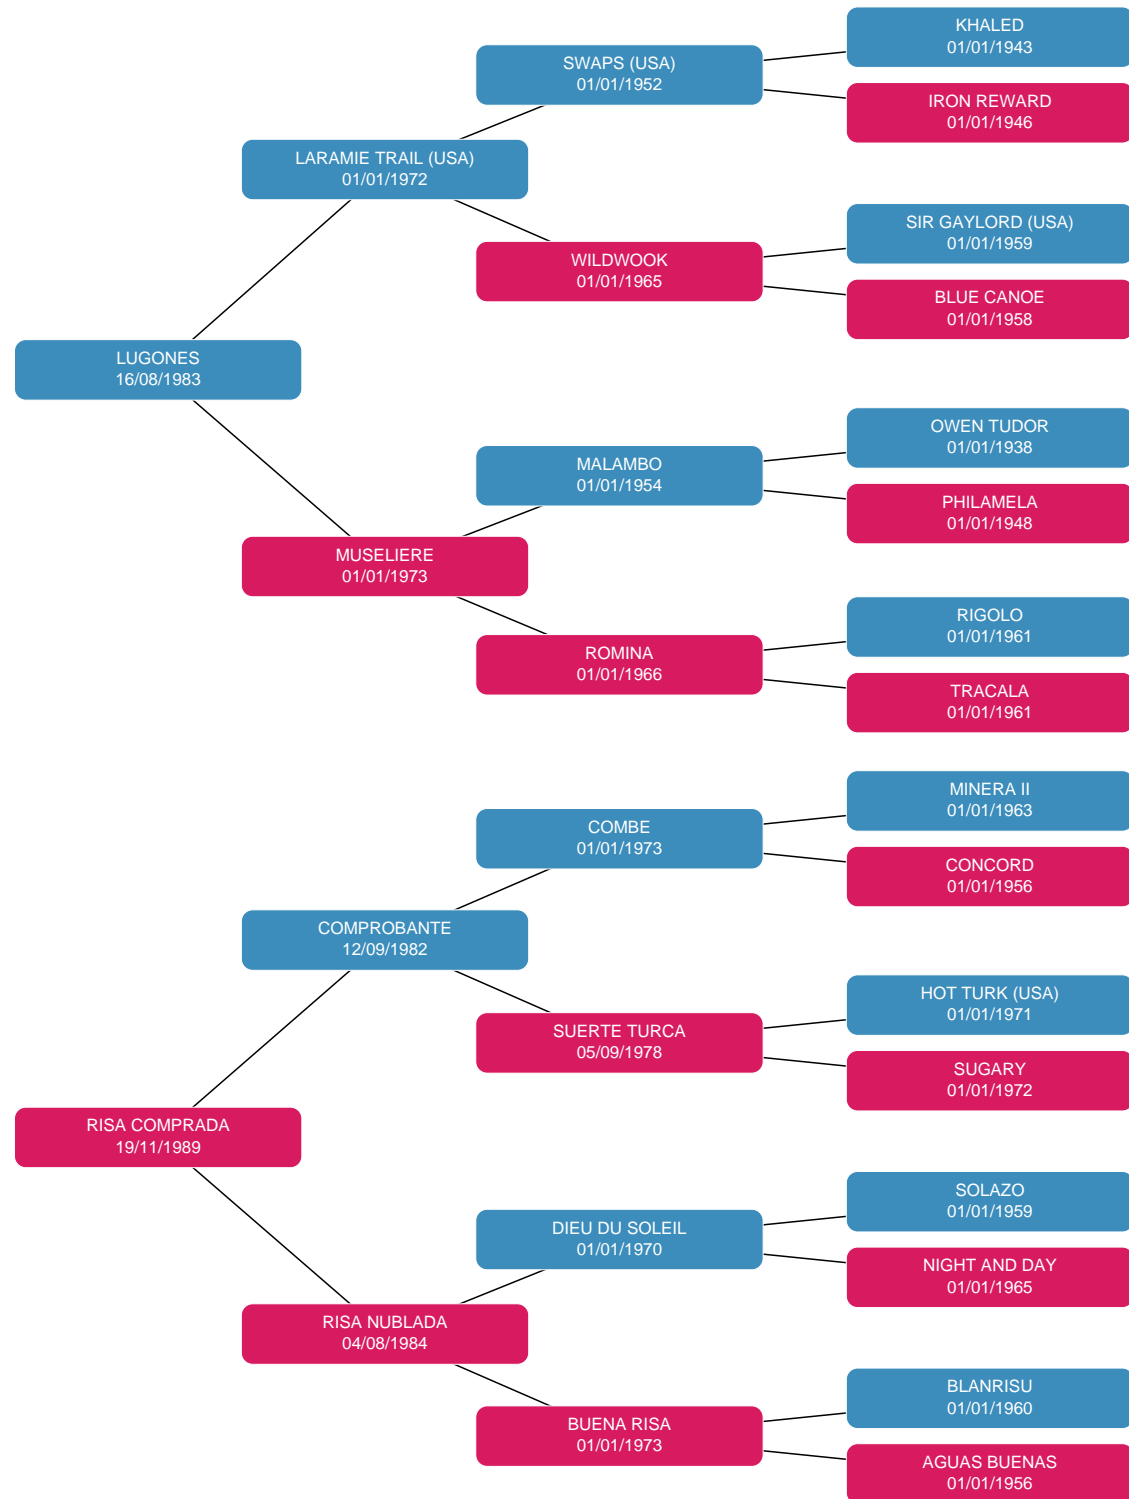 KHALED
01/01/1943
SWAPS (USA)
01/01/1952
IRON REWARD
01/01/1946
LARAMIE TRAIL (USA)
01/01/1972
SIR GAYLORD (USA)
01/01/1959
WILDWOOK
01/01/1965
BLUE CANOE
01/01/1958
LUGONES
16/08/1983
OWEN TUDOR
01/01/1938
MALAMBO
01/01/1954
PHILAMELA
01/01/1948
MUSELIERE
01/01/1973
RIGOLO
01/01/1961
ROMINA
01/01/1966
TRACALA
01/01/1961
MINERA II
01/01/1963
COMBE
01/01/1973
CONCORD
01/01/1956
COMPROBANTE
12/09/1982
HOT TURK (USA)
01/01/1971
SUERTE TURCA
05/09/1978
SUGARY
01/01/1972
RISA COMPRADA
19/11/1989
SOLAZO
01/01/1959
DIEU DU SOLEIL
01/01/1970
NIGHT AND DAY
01/01/1965
RISA NUBLADA
04/08/1984
BLANRISU
01/01/1960
BUENA RISA
01/01/1973
AGUAS BUENAS
01/01/1956